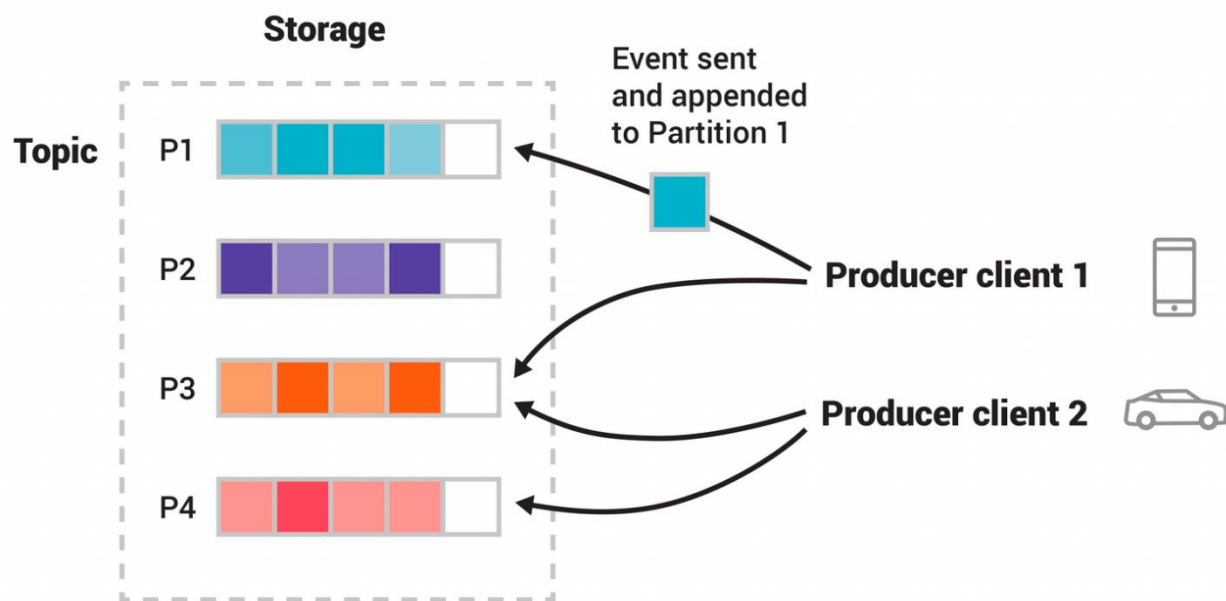 Storage
Event sent
and appended
to Partition 1
Topic
P1
P2
Producer client 1
P3
Producer client 2
P4